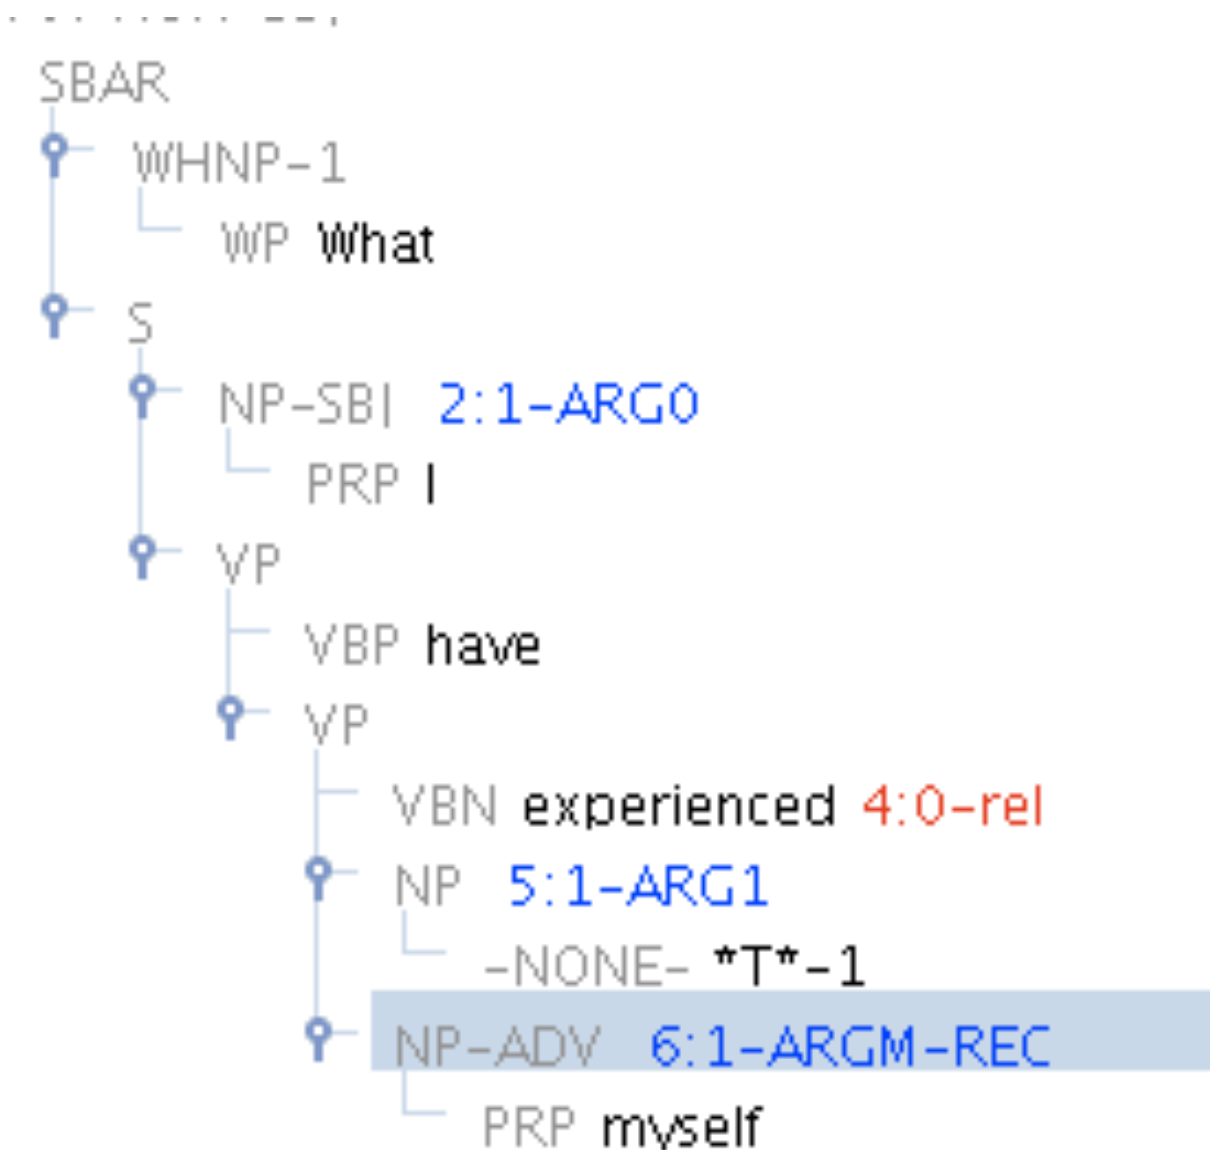 SBAR
WHNP-1
WP What
S
NP-SBJ 2:1-ARG0
PRP I
VP
VBP have
VP
VBN experienced 4:0-rel
NP 5:1-ARG1
-NONE- *T*-1
NP-ADV 6:1-ARGM-REC
PRP myself